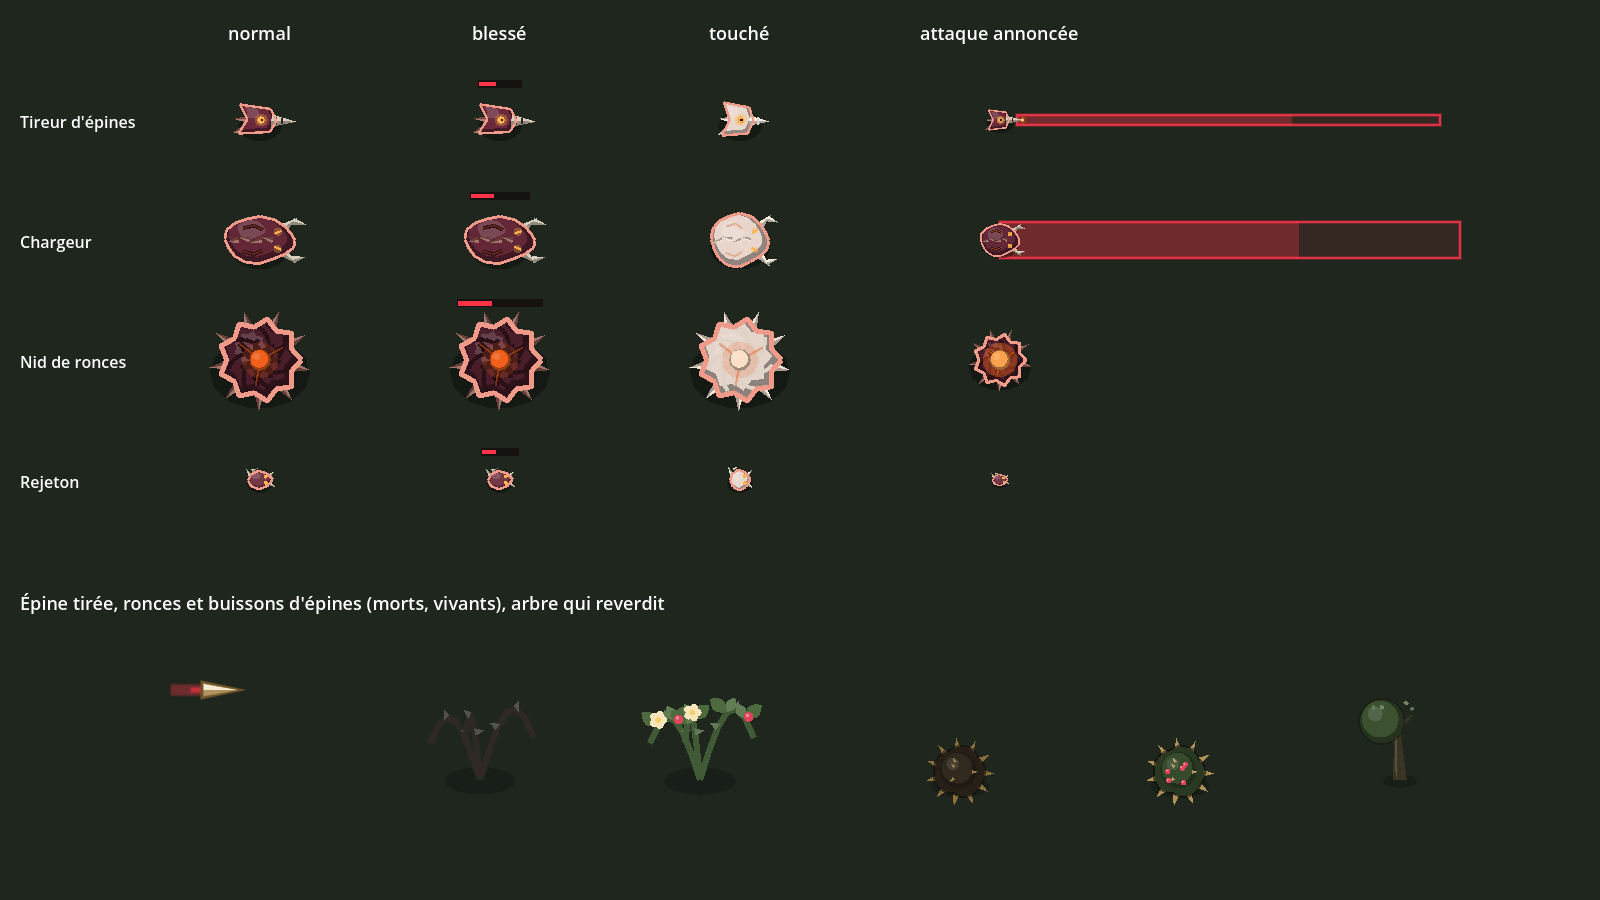 normal
blessé
touché
attaque annoncée
Tireur d'épines
Chargeur
Nid de ronces
Rejeton
Épine tirée, ronces et buissons d'épines (morts, vivants), arbre qui reverdit